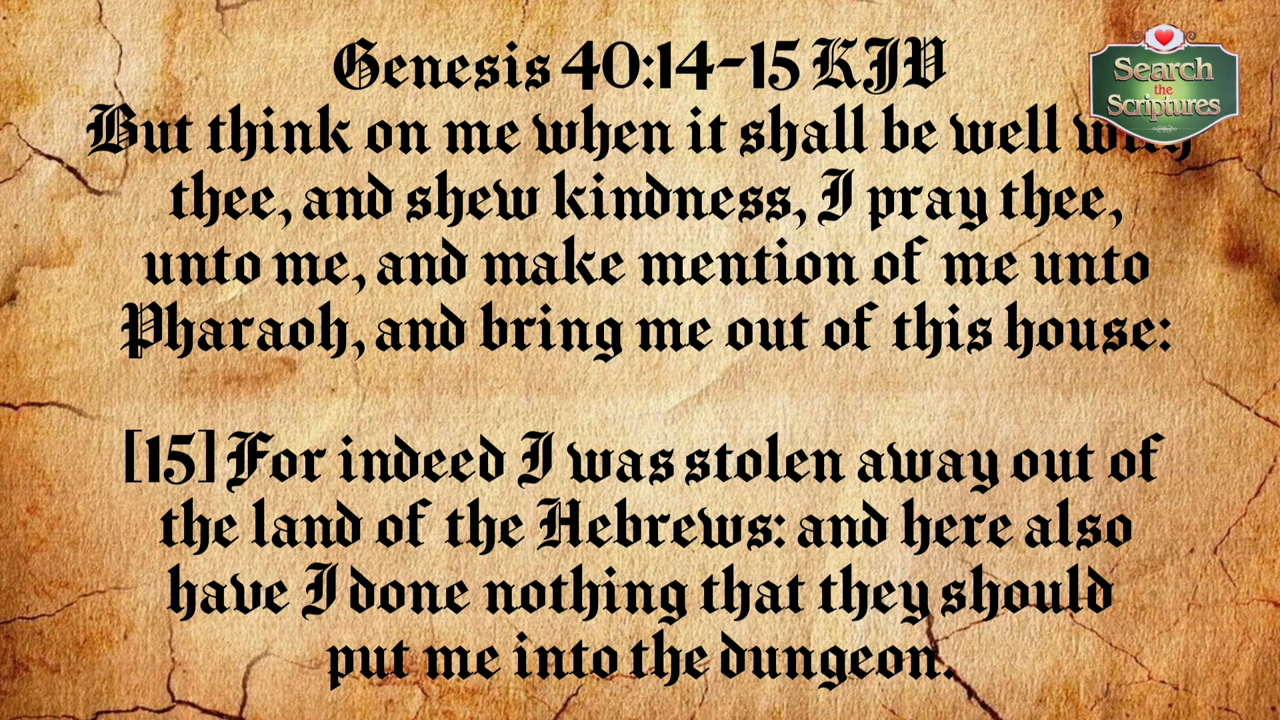 Genesis 40:14-15 KJV
But think on me when it shall be well with
thee, and shew kindness, I pray thee,
unto me, and make mention of me unto
Pharaoh, and bring me out of this house:
[15] For indeed I was stolen away out of
the land of the Hebrews: and here also
have I done nothing that they should
put me into the dungeon.
Search
the
Scriptures